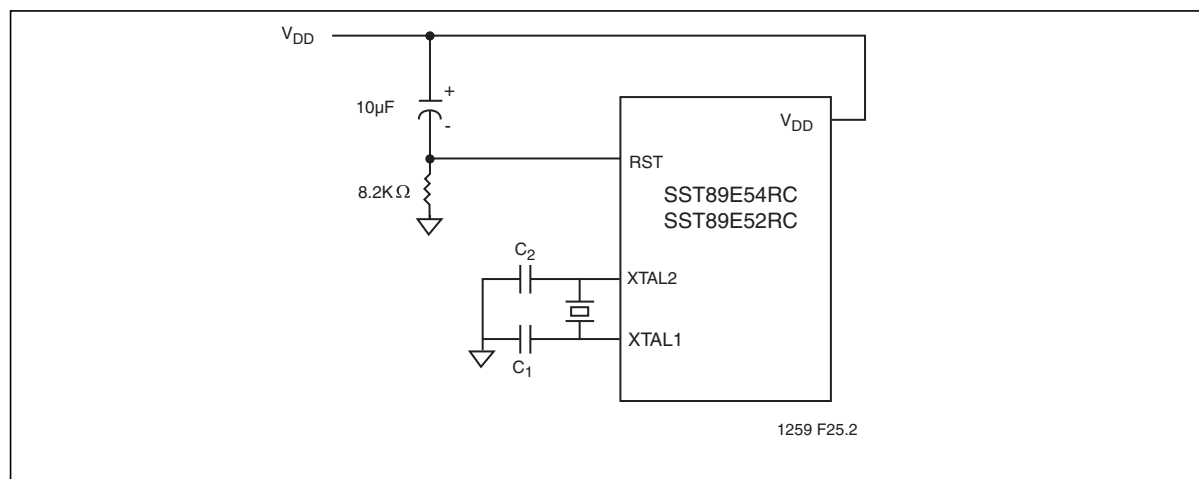 VDD
10µF
+
-
8.2KΩ
VDD
RST
SST89E54RC
SST89E52RC
C2
XTAL2
XTAL1
C1
1259 F25.2